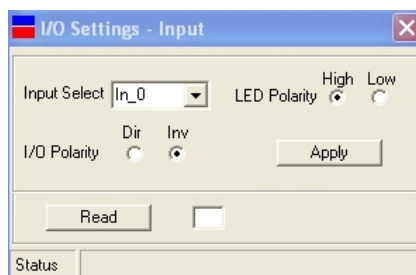 I/O Settings - Input
High Low
Input Select In_0 LED Polarity
Dir Inv
I/O Polarity Apply
Read
Status